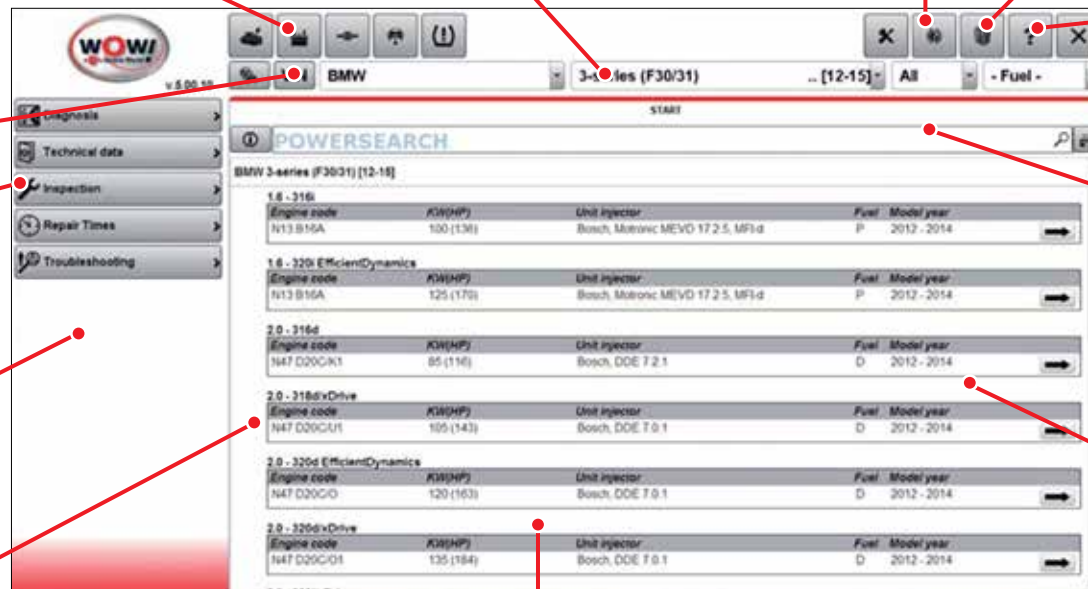 WOW!
v 5.00.10
BMW
3-series (F30/31) .. [12-15] All - Fuel -
START
POWERSEARCH
Diagnosis
Technical data
Inspection
Repair Times
Troubleshooting
BMW 3-series (F30/31) [12-15]
1.6 - 316i
Engine code KW(HP) Unit injector Fuel Model year
N13 B16A 100 (136) Bosch, Motronic MEVD 17 2.5, MFI-d P 2012 - 2014
1.6 - 320i EfficientDynamics
Engine code KW(HP) Unit injector Fuel Model year
N13 B16A 125 (170) Bosch, Motronic MEVD 17 2.5, MFI-d P 2012 - 2014
2.0 - 316d
Engine code KW(HP) Unit injector Fuel Model year
N47 D20C/K1 85 (116) Bosch, DDE 7.2.1 D 2012 - 2014
2.0 - 318d/xDrive
Engine code KW(HP) Unit injector Fuel Model year
N47 D20C/U1 105 (143) Bosch, DDE 7.0.1 D 2012 - 2014
2.0 - 320d EfficientDynamics
Engine code KW(HP) Unit injector Fuel Model year
N47 D20C/O 120 (163) Bosch, DDE 7.0.1 D 2012 - 2014
2.0 - 320d/xDrive
Engine code KW(HP) Unit injector Fuel Model year
N47 D20C/O1 135 (184) Bosch, DDE 7.0.1 D 2012 - 2014